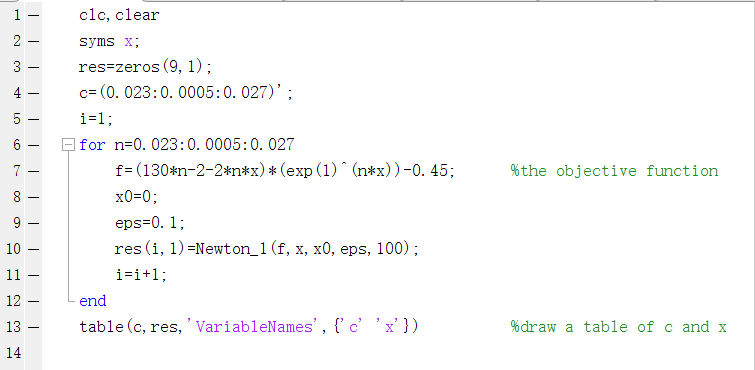 1 — clc,clear
2 — syms x;
3 — res=zeros(9,1);
4 — c=(0.023:0.0005:0.027)';
5 — i=1;
6 — for n=0.023:0.0005:0.027
7 — f=(130*n-2-2*n*x)*(exp(1)^(n*x))-0.45; %the objective function
8 — x0=0;
9 — eps=0.1;
10 — res(i,1)=Newton_1(f,x,x0,eps,100);
11 — i=i+1;
12 — end
13 — table(c,res,'VariableNames',{'c' 'x'}) %draw a table of c and x
14